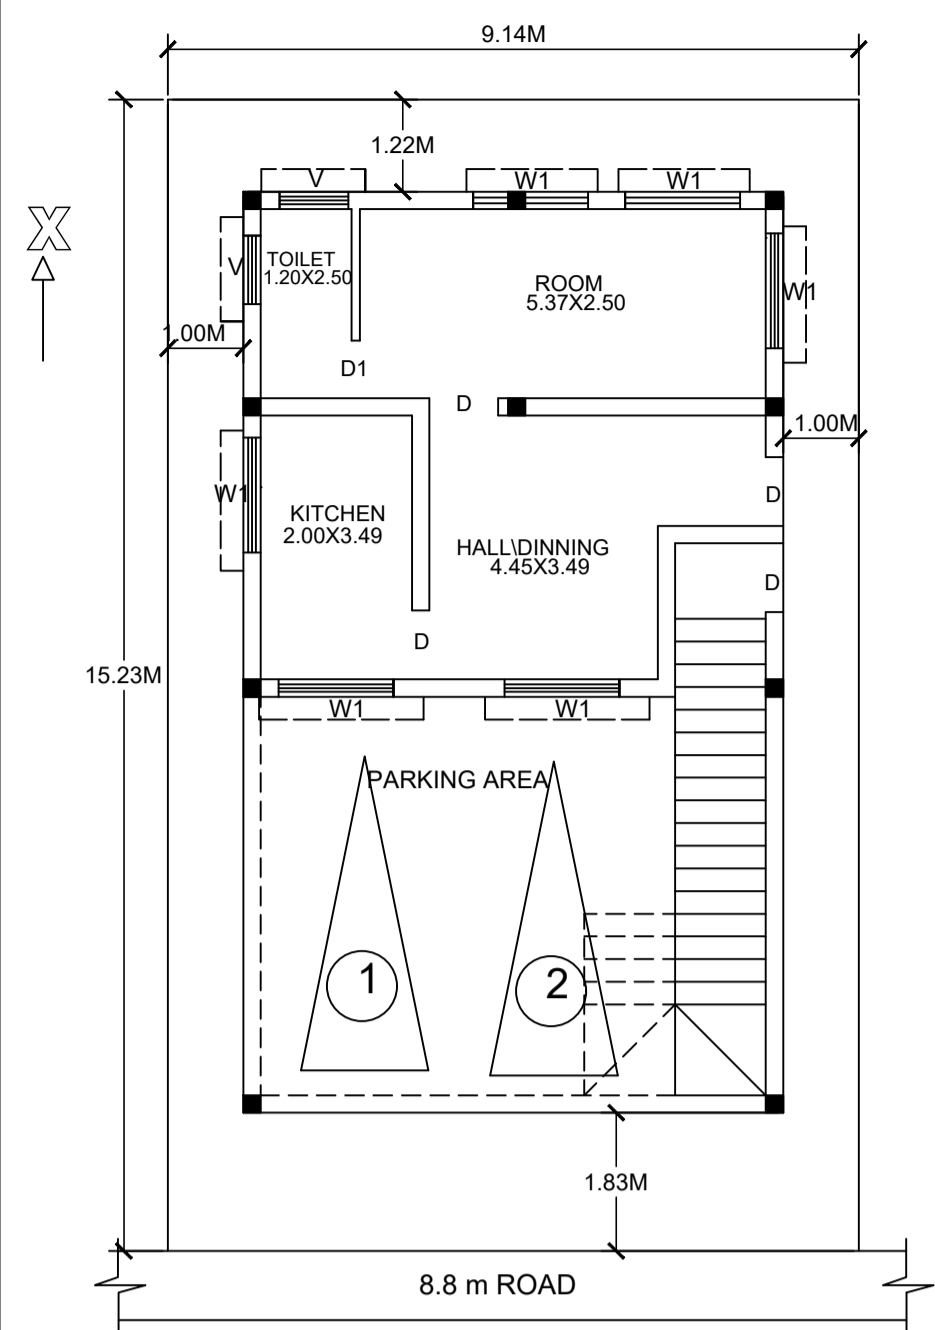 9.14M
1.22M
V
W1
W1
X
TOILET
1.20X2.50
V
ROOM
5.37X2.50
W1
1.00M
D1
D
1.00M
W1
D
KITCHEN
2.00X3.49
HALL\DINNING
4.45X3.49
D
D
15.23M
W1
W1
PARKING AREA
1
2
1.83M
8.8 m ROAD